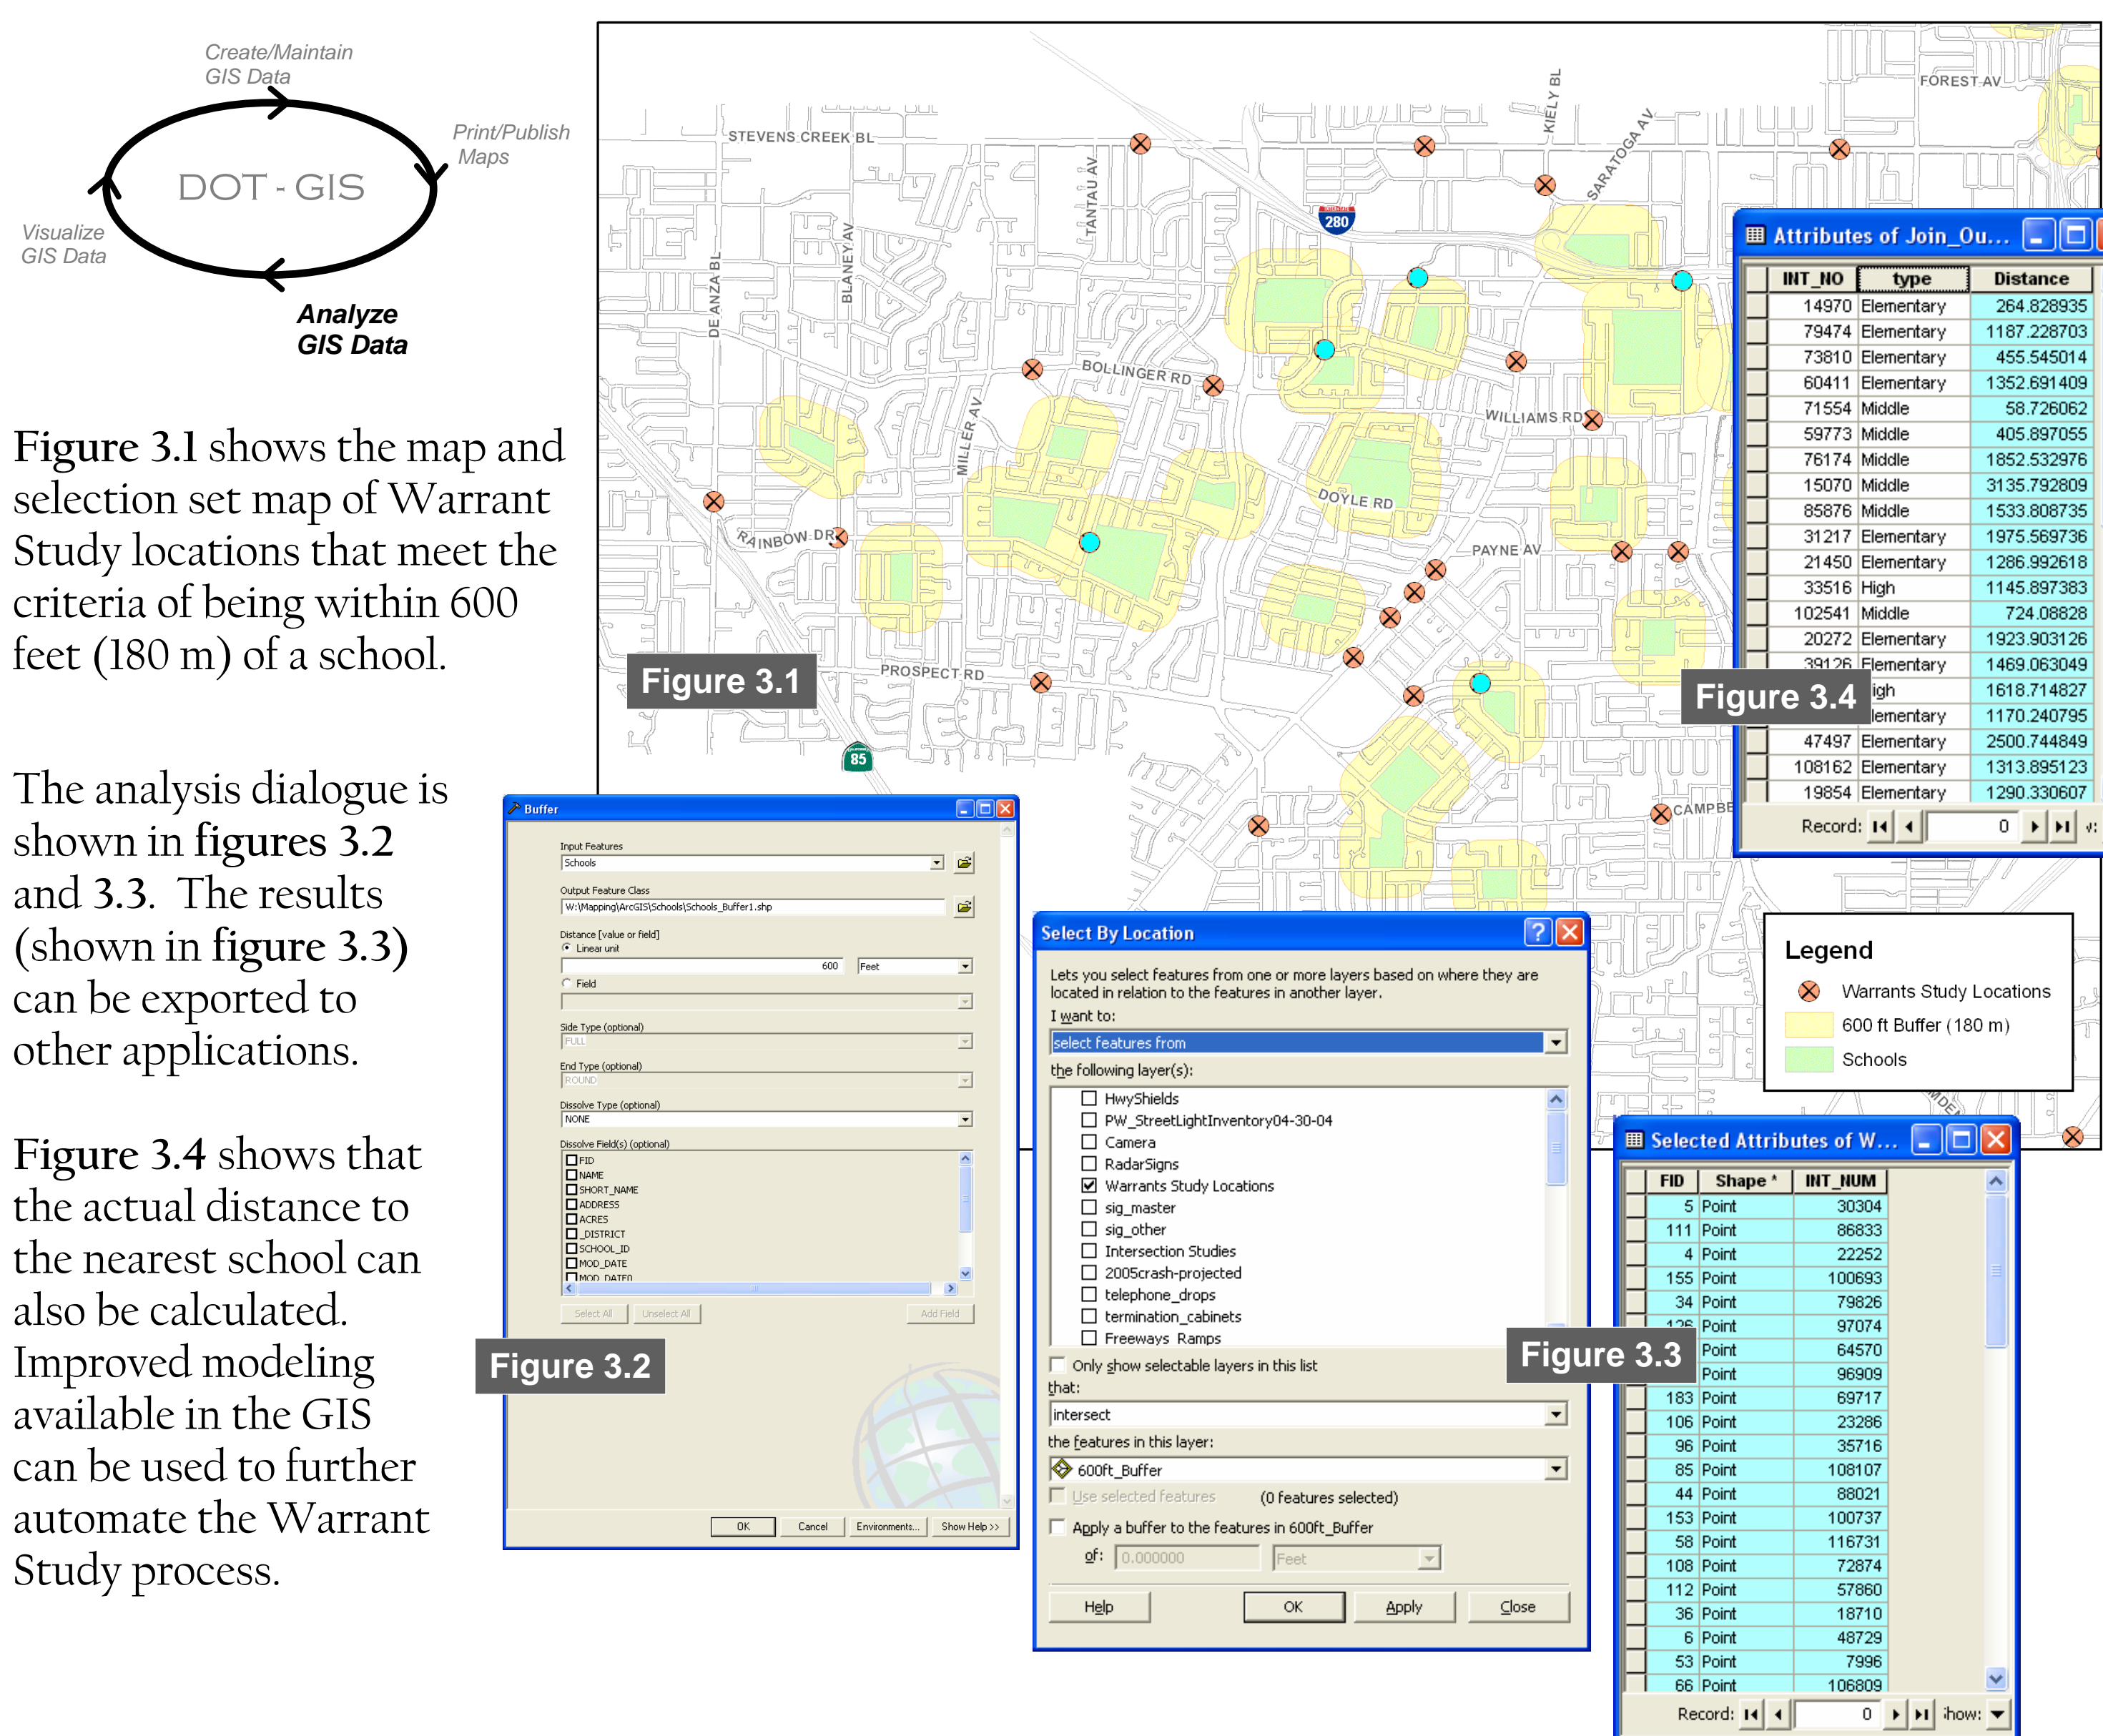 Create/Maintain
GIS Data
Print/Publish
Maps
DOT - GIS
Visualize
GIS Data
Analyze
GIS Data
Figure 3.1 shows the map and
selection set map of Warrant
Study locations that meet the
criteria of being within 600
feet (180 m) of a school.
The analysis dialogue is
shown in figures 3.2
and 3.3.  The results
(shown in figure 3.3)
can be exported to
other applications.
Figure 3.4 shows that
the actual distance to
the nearest school can
also be calculated.
Improved modeling
available in the GIS
can be used to further
automate the Warrant
Study process.
FOREST AV
KIELY BL
SARATOGA AV
STEVENS CREEK BL
TANTAU AV
280
BLANEY AV
DE ANZA BL
BOLLINGER RD
MILLER AV
WILLIAMS RD
DOYLE RD
RAINBOW DR
PAYNE AV
PROSPECT RD
85
CAMPBE
Figure 3.1
Attributes of Join_Ou...
INT_NO type Distance
14970 Elementary 264.828935
79474 Elementary 1187.228703
73810 Elementary 455.545014
60411 Elementary 1352.691409
71554 Middle 58.726062
59773 Middle 405.897055
76174 Middle 1852.532976
15070 Middle 3135.792809
85876 Middle 1533.808735
31217 Elementary 1975.569736
21450 Elementary 1286.992618
33516 High 1145.897383
102541 Middle 724.08828
20272 Elementary 1923.903126
39126 Elementary 1469.063049
igh 1618.714827
lementary 1170.240795
47497 Elementary 2500.744849
108162 Elementary 1313.895123
19854 Elementary 1290.330607
Record: 0
Figure 3.4
Legend
Warrants Study Locations
600 ft Buffer (180 m)
Schools
Buffer
Input Features
Schools
Output Feature Class
W:\Mapping\ArcGIS\Schools\Schools_Buffer1.shp
Distance [value or field]
Linear unit
600 Feet
Field
Side Type (optional)
FULL
End Type (optional)
ROUND
Dissolve Type (optional)
NONE
Dissolve Field(s) (optional)
FID
NAME
SHORT_NAME
ADDRESS
ACRES
_DISTRICT
SCHOOL_ID
MOD_DATE
MOD_DATE0
Select All Unselect All Add Field
OK Cancel Environments... Show Help >>
Figure 3.2
Select By Location
Lets you select features from one or more layers based on where they are
located in relation to the features in another layer.
I want to:
select features from
the following layer(s):
HwyShields
PW_StreetLightInventory04-30-04
Camera
RadarSigns
Warrants Study Locations
sig_master
sig_other
Intersection Studies
2005crash-projected
telephone_drops
termination_cabinets
Freeways_Ramps
Only show selectable layers in this list
that:
intersect
the features in this layer:
600ft_Buffer
Use selected features (0 features selected)
Apply a buffer to the features in 600ft_Buffer
of: 0.000000 Feet
Help OK Apply Close
Figure 3.3
Selected Attributes of W...
FID Shape * INT_NUM
5 Point 30304
111 Point 86833
4 Point 22252
155 Point 100693
34 Point 79826
126 Point 97074
Point 64570
Point 96909
183 Point 69717
106 Point 23286
96 Point 35716
85 Point 108107
44 Point 88021
153 Point 100737
58 Point 116731
108 Point 72874
112 Point 57860
36 Point 18710
6 Point 48729
53 Point 7996
66 Point 106809
Record: 0 how: